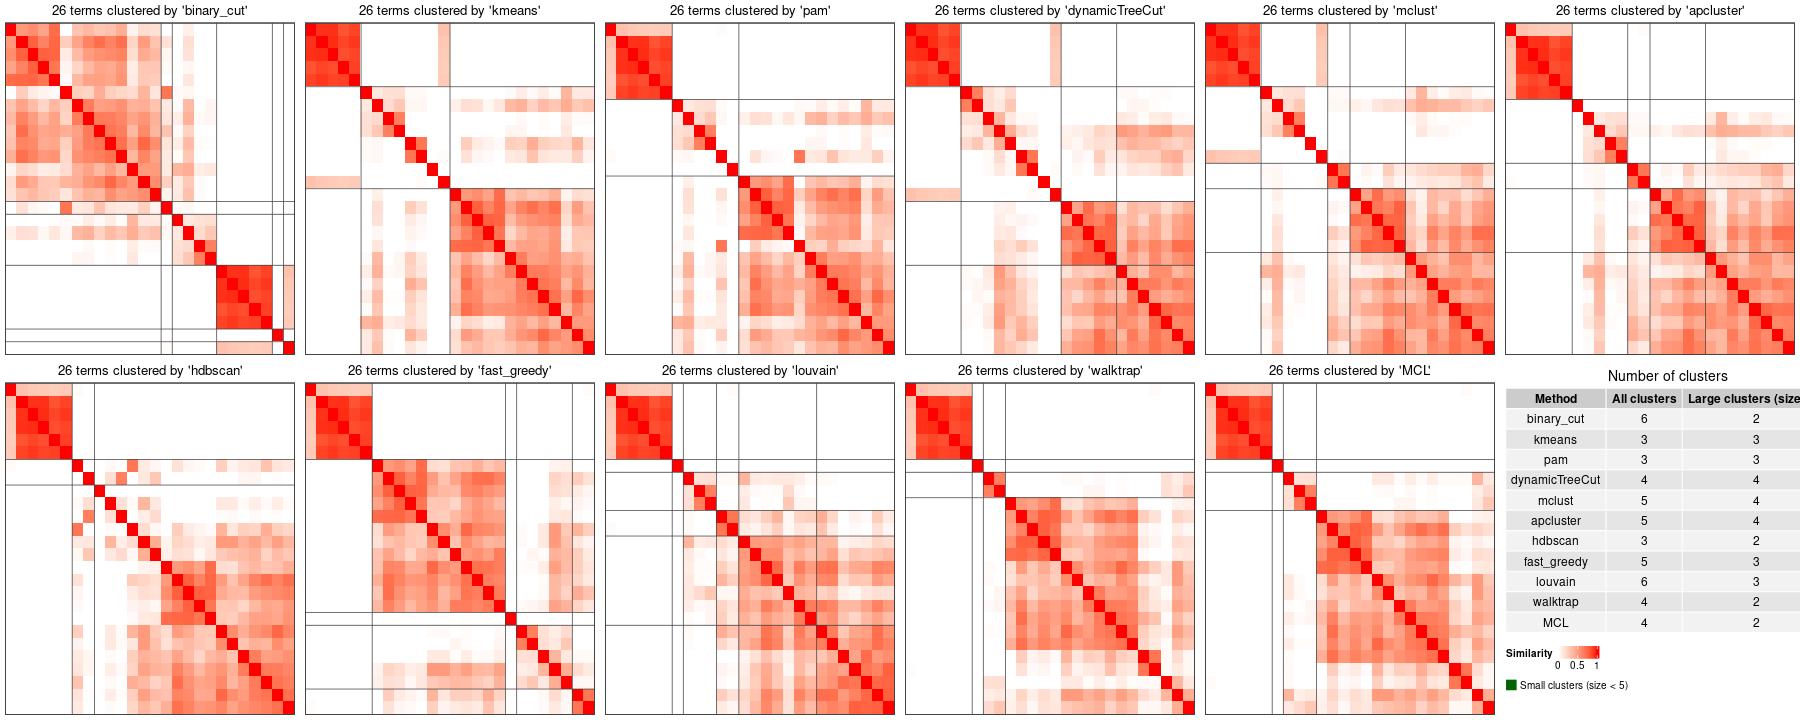 26 terms clustered by 'binary_cut'
26 terms clustered by 'kmeans'
26 terms clustered by 'pam'
26 terms clustered by 'dynamicTreeCut'
26 terms clustered by 'mclust'
26 terms clustered by 'apcluster'
26 terms clustered by 'hdbscan'
26 terms clustered by 'fast_greedy'
26 terms clustered by 'louvain'
26 terms clustered by 'walktrap'
26 terms clustered by 'MCL'
Number of clusters
Method All clusters Large clusters (size
binary_cut 6 2
kmeans 3 3
pam 3 3
dynamicTreeCut 4 4
mclust 5 4
apcluster 5 4
hdbscan 3 2
fast_greedy 5 3
louvain 6 3
walktrap 4 2
MCL 4 2
Similarity
0 0.5 1
Small clusters (size < 5)